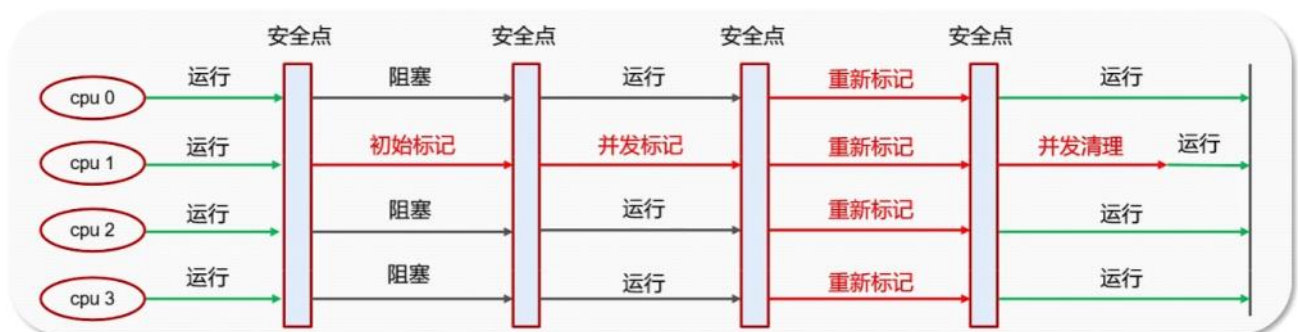 安全点 安全点 安全点 安全点
cpu 0 运行 阻塞 运行 重新标记 运行
cpu 1 运行 初始标记 并发标记 重新标记 并发清理 运行
cpu 2 运行 阻塞 运行 重新标记 运行
cpu 3 运行 阻塞 运行 重新标记 运行